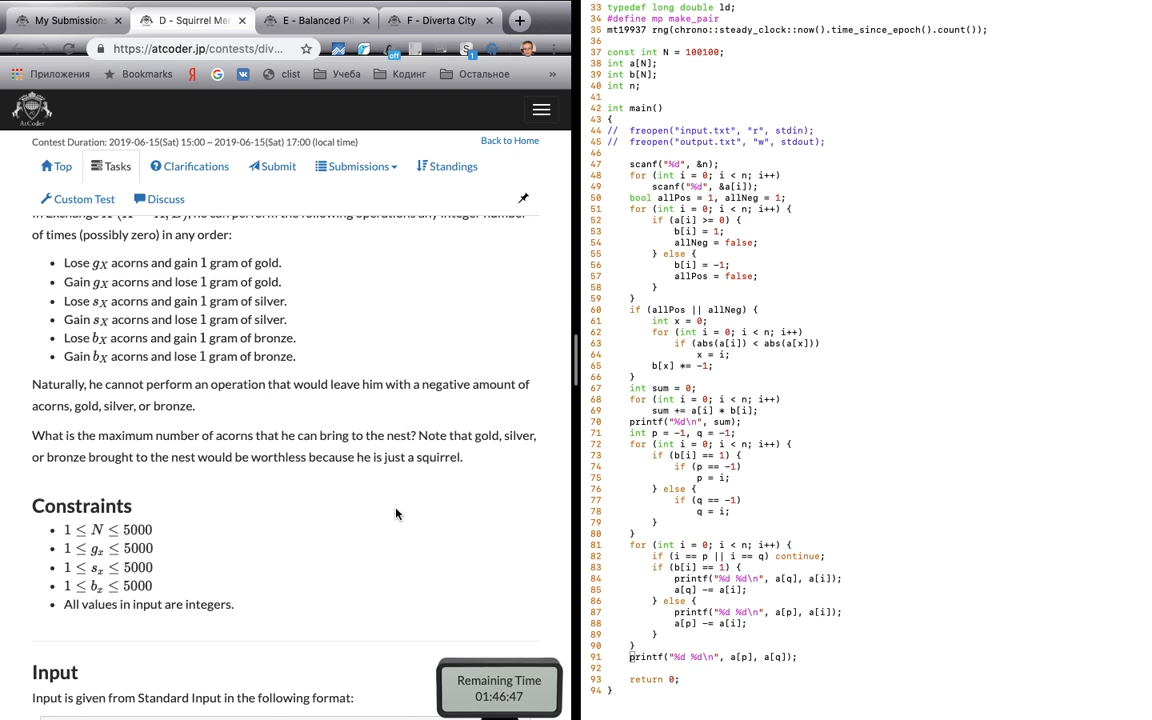 My Submissions
D - Squirrel Mer
E - Balanced Pil
F - Diverta City
https://atcoder.jp/contests/div...
Приложения
Bookmarks
clist
Учеба
Кодинг
Остальное
»
AtCoder
Contest Duration: 2019-06-15(Sat) 15:00 ~ 2019-06-15(Sat) 17:00 (local time)
Back to Home
Top
Tasks
Clarifications
Submit
Submissions
Standings
Custom Test
Discuss
of times (possibly zero) in any order:
• Lose gX acorns and gain 1 gram of gold.
• Gain gX acorns and lose 1 gram of gold.
• Lose sX acorns and gain 1 gram of silver.
• Gain sX acorns and lose 1 gram of silver.
• Lose bX acorns and gain 1 gram of bronze.
• Gain bX acorns and lose 1 gram of bronze.
Naturally, he cannot perform an operation that would leave him with a negative amount of
acorns, gold, silver, or bronze.
What is the maximum number of acorns that he can bring to the nest? Note that gold, silver,
or bronze brought to the nest would be worthless because he is just a squirrel.
Constraints
• 1 ≤ N ≤ 5000
• 1 ≤ gx ≤ 5000
• 1 ≤ sx ≤ 5000
• 1 ≤ bx ≤ 5000
• All values in input are integers.
Input
Input is given from Standard Input in the following format:
Remaining Time
01:46:47
33 typedef long double ld;
34 #define mp make_pair
35 mt19937 rng(chrono::steady_clock::now().time_since_epoch().count());
36
37 const int N = 100100;
38 int a[N];
39 int b[N];
40 int n;
41
42 int main()
43 {
44 //  freopen("input.txt", "r", stdin);
45 //  freopen("output.txt", "w", stdout);
46
47     scanf("%d", &n);
48     for (int i = 0; i < n; i++)
49         scanf("%d", &a[i]);
50     bool allPos = 1, allNeg = 1;
51     for (int i = 0; i < n; i++) {
52         if (a[i] >= 0) {
53             b[i] = 1;
54             allNeg = false;
55         } else {
56             b[i] = -1;
57             allPos = false;
58         }
59     }
60     if (allPos || allNeg) {
61         int x = 0;
62         for (int i = 0; i < n; i++)
63             if (abs(a[i]) < abs(a[x]))
64                 x = i;
65         b[x] *= -1;
66     }
67     int sum = 0;
68     for (int i = 0; i < n; i++)
69         sum += a[i] * b[i];
70     printf("%d\n", sum);
71     int p = -1, q = -1;
72     for (int i = 0; i < n; i++) {
73         if (b[i] == 1) {
74             if (p == -1)
75                 p = i;
76         } else {
77             if (q == -1)
78                 q = i;
79         }
80     }
81     for (int i = 0; i < n; i++) {
82         if (i == p || i == q) continue;
83         if (b[i] == 1) {
84             printf("%d %d\n", a[q], a[i]);
85             a[q] -= a[i];
86         } else {
87             printf("%d %d\n", a[p], a[i]);
88             a[p] -= a[i];
89         }
90     }
91     printf("%d %d\n", a[p], a[q]);
92
93     return 0;
94 }